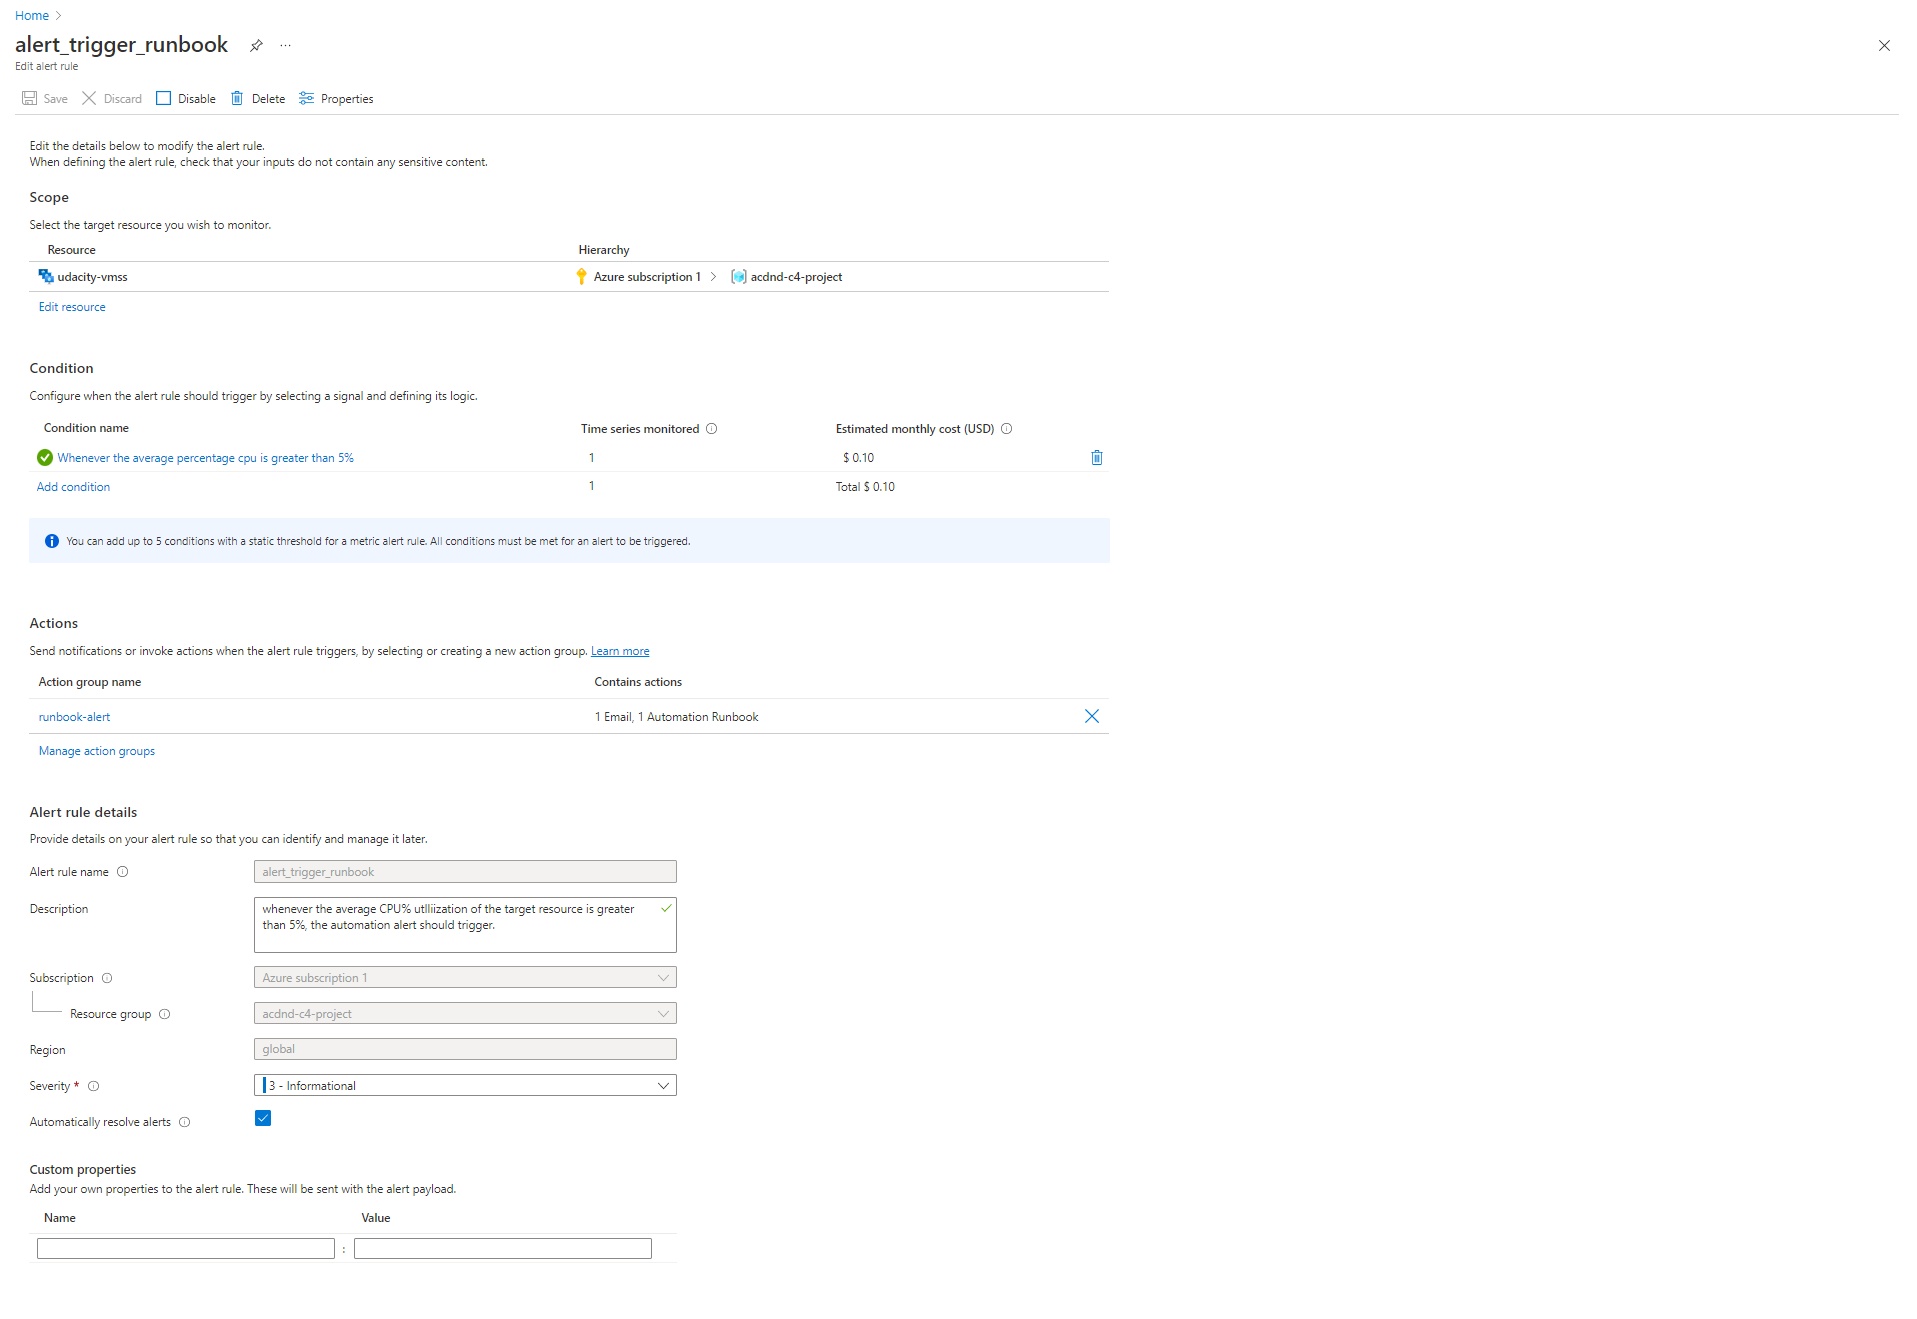 Home
alert_trigger_runbook
Edit alert rule
Save Discard Disable Delete Properties
Edit the details below to modify the alert rule.
When defining the alert rule, check that your inputs do not contain any sensitive content.
Scope
Select the target resource you wish to monitor.
Resource Hierarchy
udacity-vmss Azure subscription 1 > acdnd-c4-project
Edit resource
Condition
Configure when the alert rule should trigger by selecting a signal and defining its logic.
Condition name Time series monitored Estimated monthly cost (USD)
Whenever the average percentage cpu is greater than 5% 1 $ 0.10
Add condition 1 Total $ 0.10
You can add up to 5 conditions with a static threshold for a metric alert rule. All conditions must be met for an alert to be triggered.
Actions
Send notifications or invoke actions when the alert rule triggers, by selecting or creating a new action group. Learn more
Action group name Contains actions
runbook-alert 1 Email, 1 Automation Runbook
Manage action groups
Alert rule details
Provide details on your alert rule so that you can identify and manage it later.
Alert rule name alert_trigger_runbook
Description whenever the average CPU% utlliization of the target resource is greater
than 5%, the automation alert should trigger.
Subscription Azure subscription 1
Resource group acdnd-c4-project
Region global
Severity * 3 - Informational
Automatically resolve alerts
Custom properties
Add your own properties to the alert rule. These will be sent with the alert payload.
Name Value
: